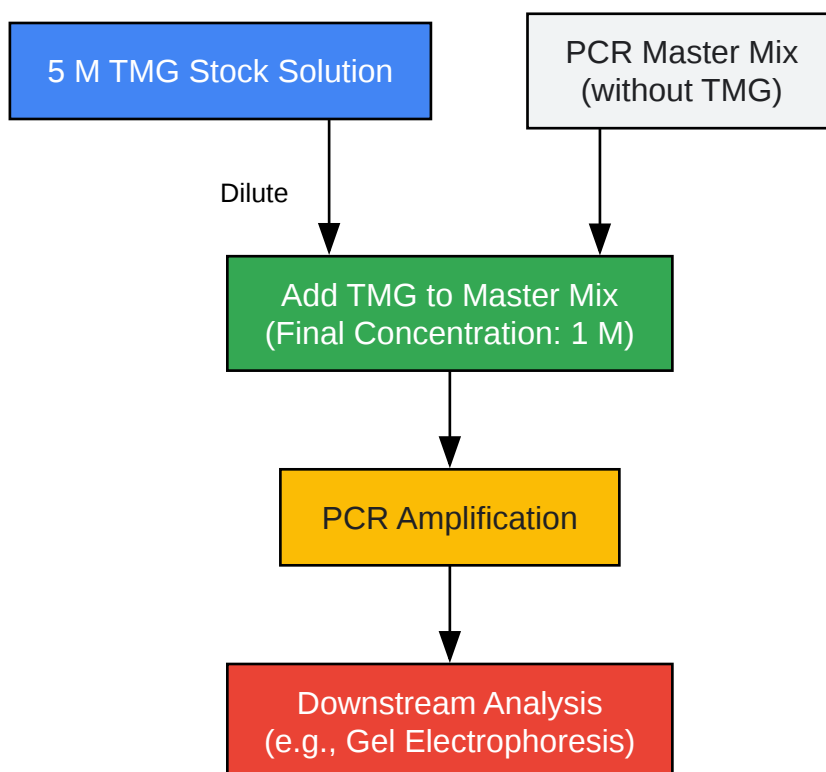 5 M TMG Stock Solution
PCR Master Mix
(without TMG)
Dilute
Add TMG to Master Mix
(Final Concentration: 1 M)
PCR Amplification
Downstream Analysis
(e.g., Gel Electrophoresis)